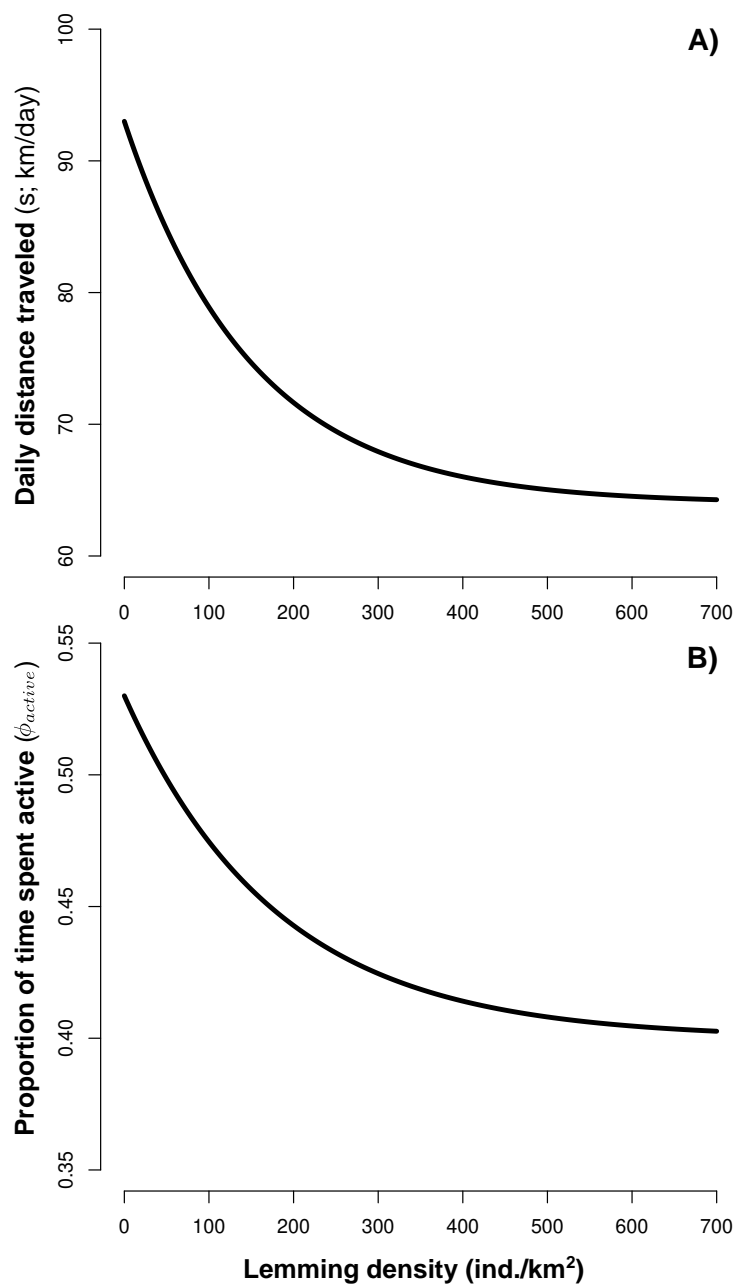 A)
Daily distance traveled (s; km/day)
100
90
80
70
60
0 100 200 300 400 500 600 700
B)
Proportion of time spent active (ϕactive)
0.55
0.50
0.45
0.40
0.35
0 100 200 300 400 500 600 700
Lemming density (ind./km²)